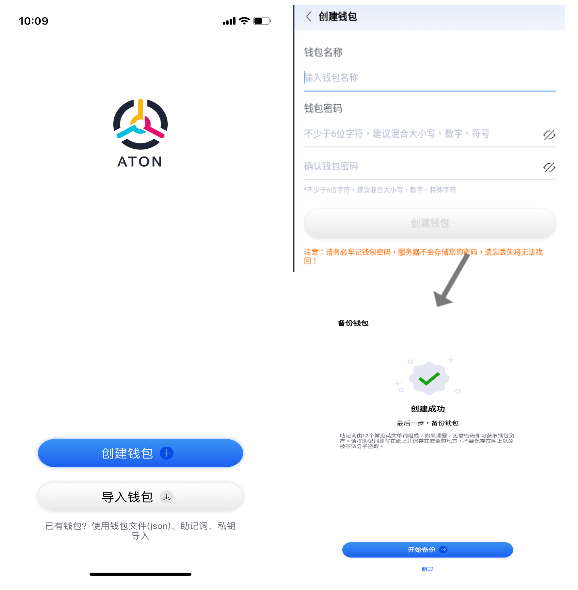 10:09
ATON
创建钱包
导入钱包
已有钱包？使用钱包文件(json)、助记词、私钥
导入
创建钱包
钱包名称
输入钱包名称
钱包密码
不少于6位字符，建议混合大小写、数字、符号
确认钱包密码
*不少于6位字符，建议混合大小写、数字、特殊字符
创建钱包
注意：请务必牢记钱包密码，服务器不会存储您的密码，遗忘丢失将无法找
回！
备份钱包
创建成功
最后一步，备份钱包
开始备份